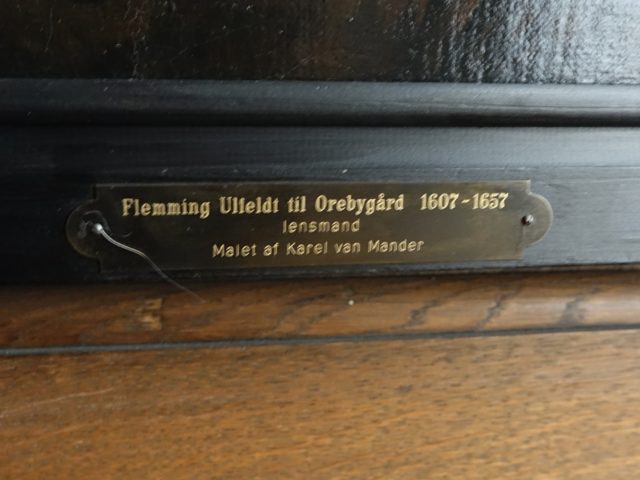 Flemming Ulfeldt til Orebygård 1607-1657
lensmand
Malet af Karel van Mander